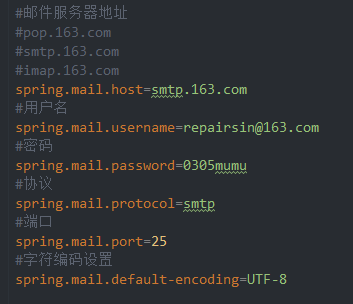 #邮件服务器地址
#pop.163.com
#smtp.163.com
#imap.163.com
spring.mail.host=smtp.163.com
#用户名
spring.mail.username=repairsin@163.com
#密码
spring.mail.password=0305mumu
#协议
spring.mail.protocol=smtp
#端口
spring.mail.port=25
#字符编码设置
spring.mail.default-encoding=UTF-8